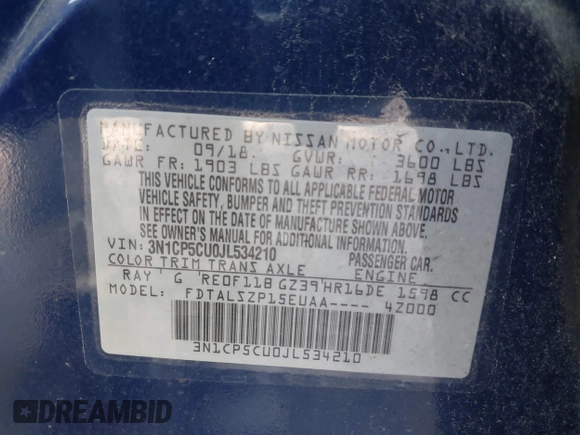 MANUFACTURED BY NISSAN MOTOR CO., LTD.
DATE: 09/18. GVWR: 3600 LBS
GAWR FR: 1903 LBS GAWR RR: 1698 LBS
THIS VEHICLE CONFORMS TO ALL APPLICABLE FEDERAL MOTOR
VEHICLE SAFETY, BUMPER AND THEFT PREVENTION STANDARDS
IN EFFECT ON THE DATE OF MANUFACTURE SHOWN ABOVE.
SEE OWNER'S MANUAL FOR ADDITIONAL INFORMATION.
VIN: 3N1CP5CU0JL534210 PASSENGER CAR.
COLOR TRIM TRANS AXLE ENGINE
RAY G RE0F11B GZ39 HR16DE 1598 CC
MODEL: FDTALSZP15EUAA---- 4Z000
3N1CP5CU0JL534210
DREAMBID